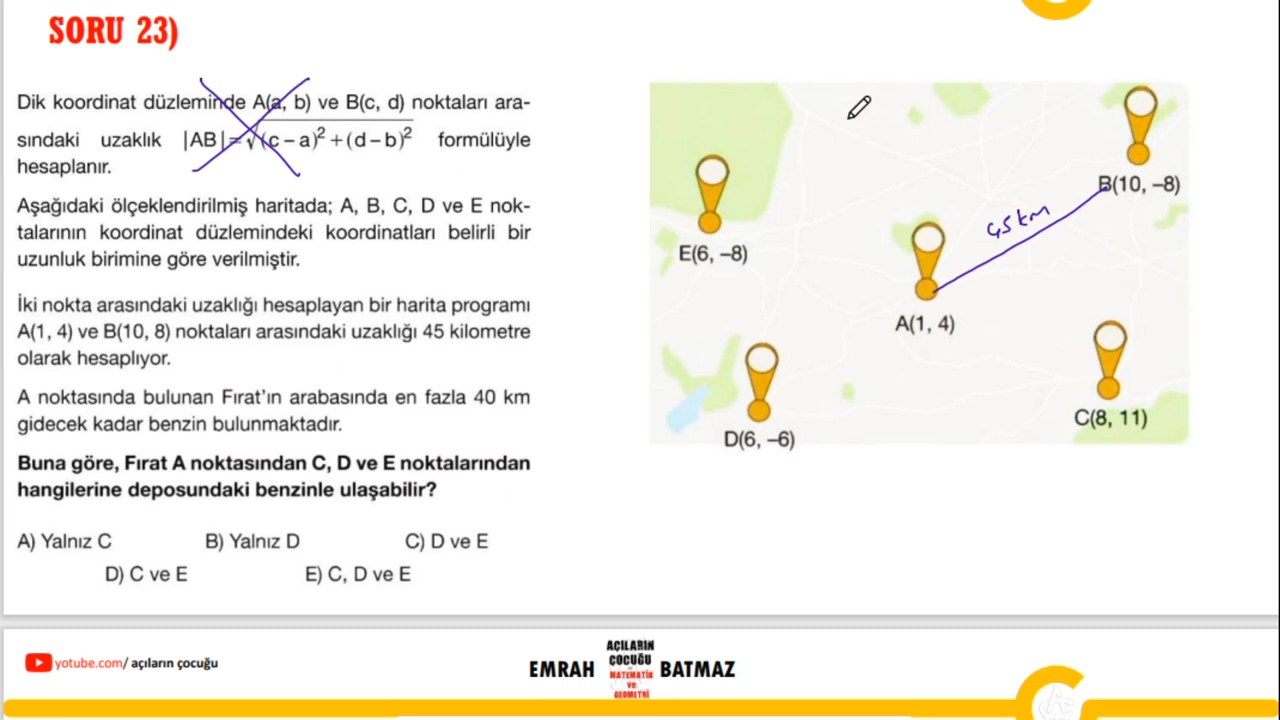 SORU 23)
Dik koordinat düzleminde A(a, b) ve B(c, d) noktaları ara-
sındaki uzaklık |AB|=√(c – a)² + (d – b)² formülüyle
hesaplanır.
Aşağıdaki ölçeklendirilmiş haritada; A, B, C, D ve E nok-
talarının koordinat düzlemindeki koordinatları belirli bir
uzunluk birimine göre verilmiştir.
İki nokta arasındaki uzaklığı hesaplayan bir harita programı
A(1, 4) ve B(10, 8) noktaları arasındaki uzaklığı 45 kilometre
olarak hesaplıyor.
A noktasında bulunan Fırat'ın arabasında en fazla 40 km
gidecek kadar benzin bulunmaktadır.
Buna göre, Fırat A noktasından C, D ve E noktalarından
hangilerine deposundaki benzinle ulaşabilir?
A) Yalnız C B) Yalnız D C) D ve E
D) C ve E E) C, D ve E
B(10, –8)
45 km
E(6, –8)
A(1, 4)
C(8, 11)
D(6, –6)
yotube.com/ açıların çocuğu
EMRAH AÇILARIN ÇOCUĞU MATEMATİK ve GEOMETRİ BATMAZ